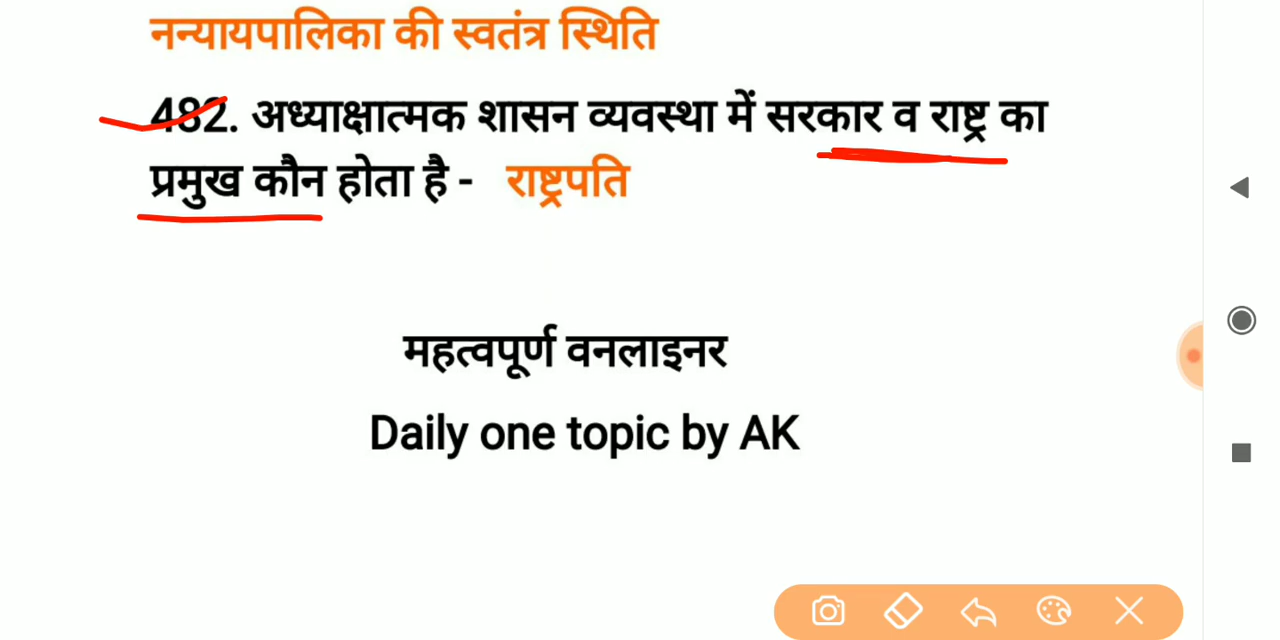 नन्यायपालिका की स्वतंत्र स्थिति
482. अध्याक्षात्मक शासन व्यवस्था में सरकार व राष्ट्र का
प्रमुख कौन होता है - राष्ट्रपति
महत्वपूर्ण वनलाइनर
Daily one topic by AK